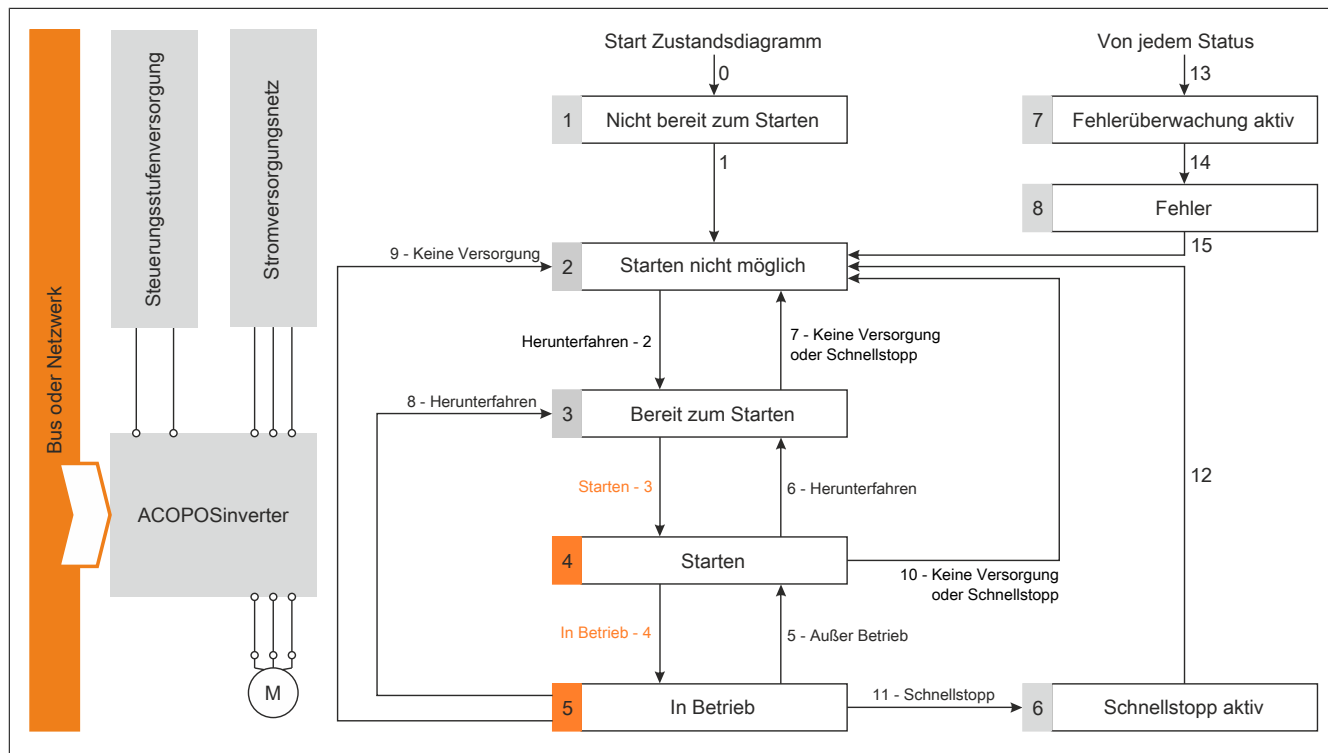 Bus oder Netzwerk
Steuerungsstufenversorgung
Stromversorgungsnetz
ACOPOSinverter
M
Start Zustandsdiagramm
0
1
Nicht bereit zum Starten
1
Von jedem Status
13
7
Fehlerüberwachung aktiv
14
8
Fehler
15
9 - Keine Versorgung
2
Starten nicht möglich
Herunterfahren - 2
7 - Keine Versorgung
oder Schnellstopp
8 - Herunterfahren
3
Bereit zum Starten
12
Starten - 3
6 - Herunterfahren
4
Starten
10 - Keine Versorgung
oder Schnellstopp
In Betrieb - 4
5 - Außer Betrieb
5
In Betrieb
11 - Schnellstopp
6
Schnellstopp aktiv